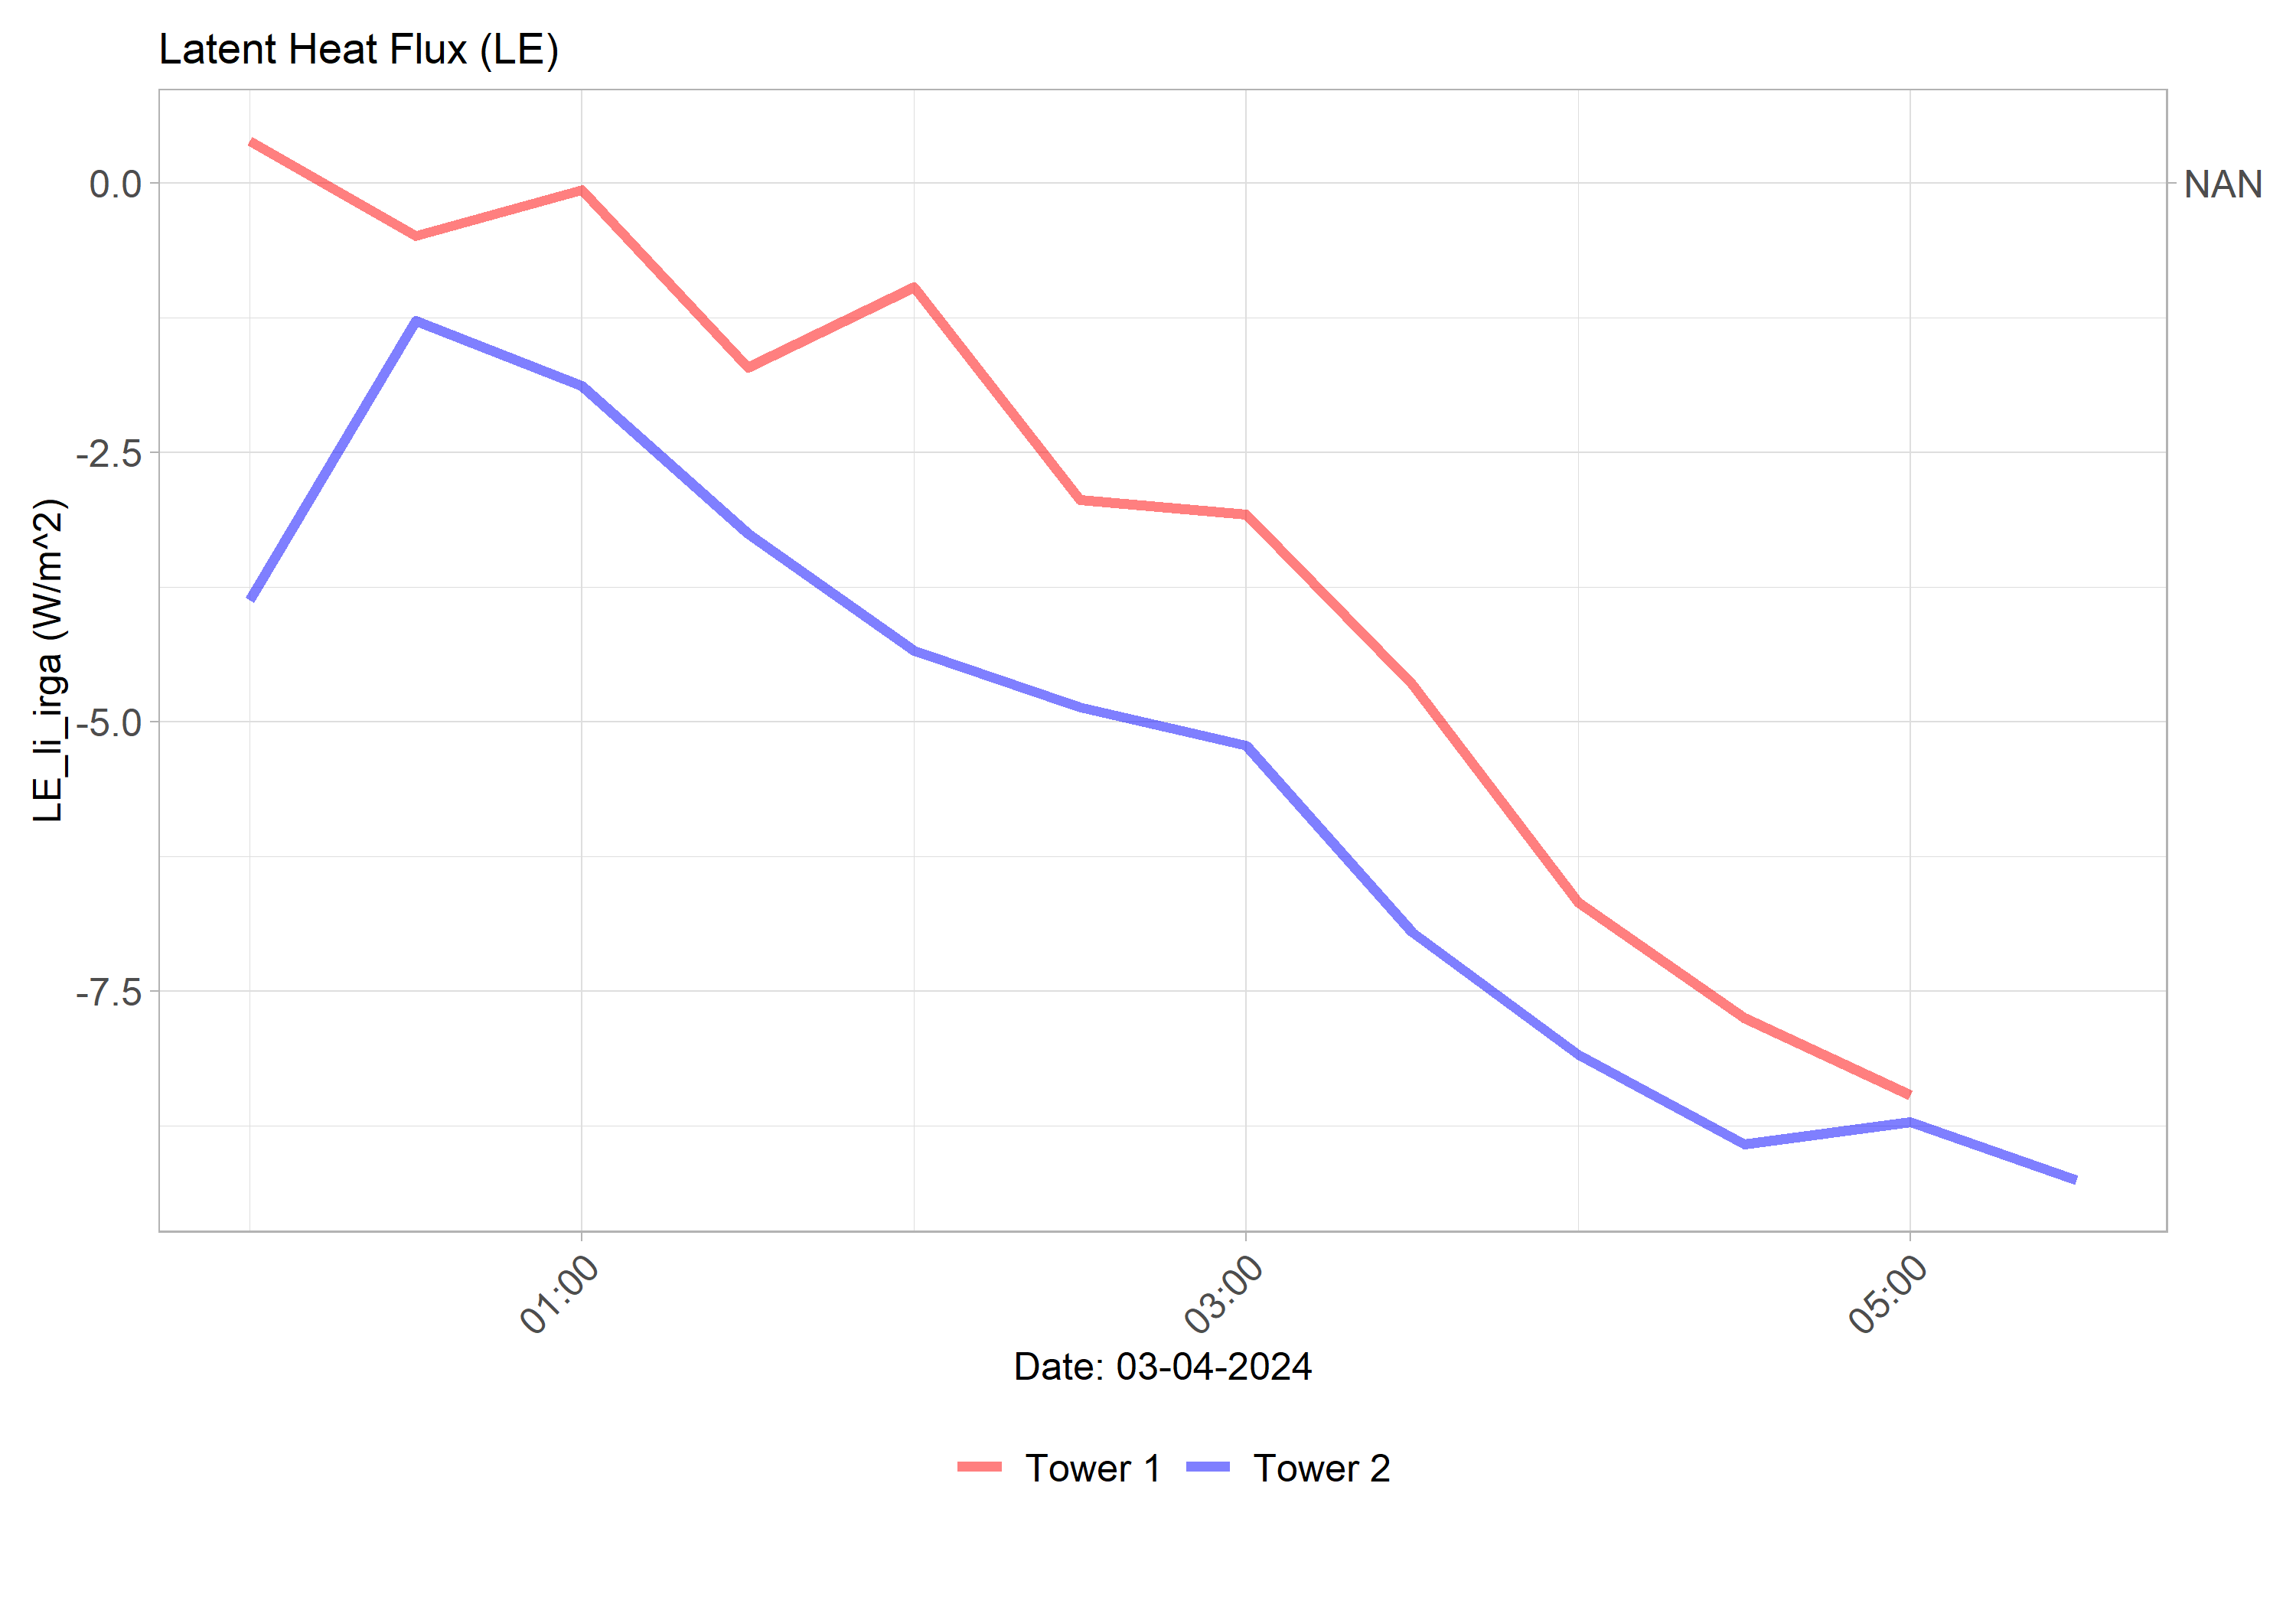 Latent Heat Flux (LE)
0.0
NAN
-2.5
-5.0
-7.5
LE_li_irga (W/m^2)
01:00
03:00
05:00
Date: 03-04-2024
Tower 1
Tower 2